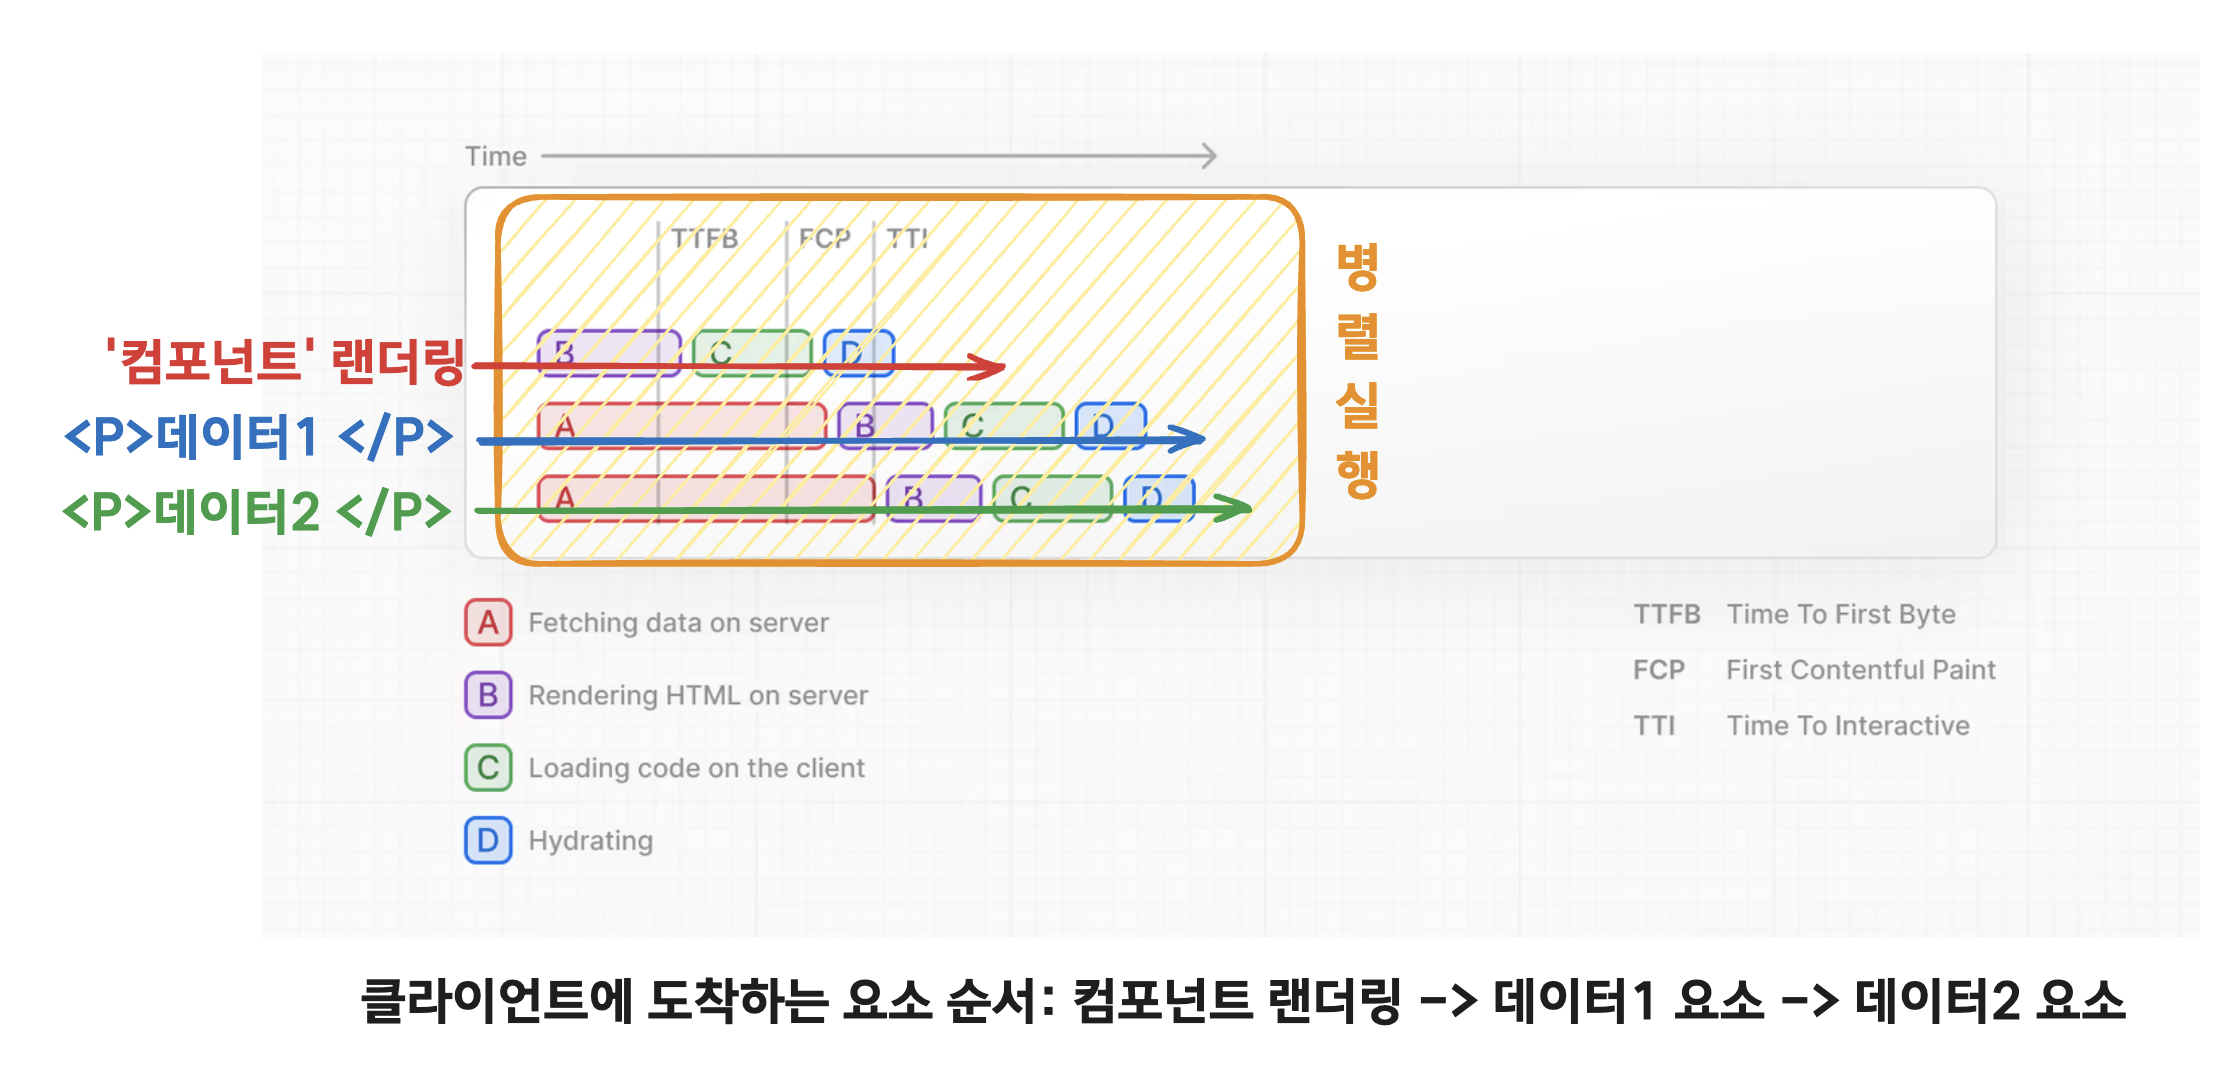 Time
TTFB FCP TTI
병렬실행
'컴포넌트' 랜더링
B C D
<P>데이터1 </P>
A B C D
<P>데이터2 </P>
A B C D
A Fetching data on server
B Rendering HTML on server
C Loading code on the client
D Hydrating
TTFB Time To First Byte
FCP First Contentful Paint
TTI Time To Interactive
클라이언트에 도착하는 요소 순서: 컴포넌트 랜더링 -> 데이터1 요소 -> 데이터2 요소